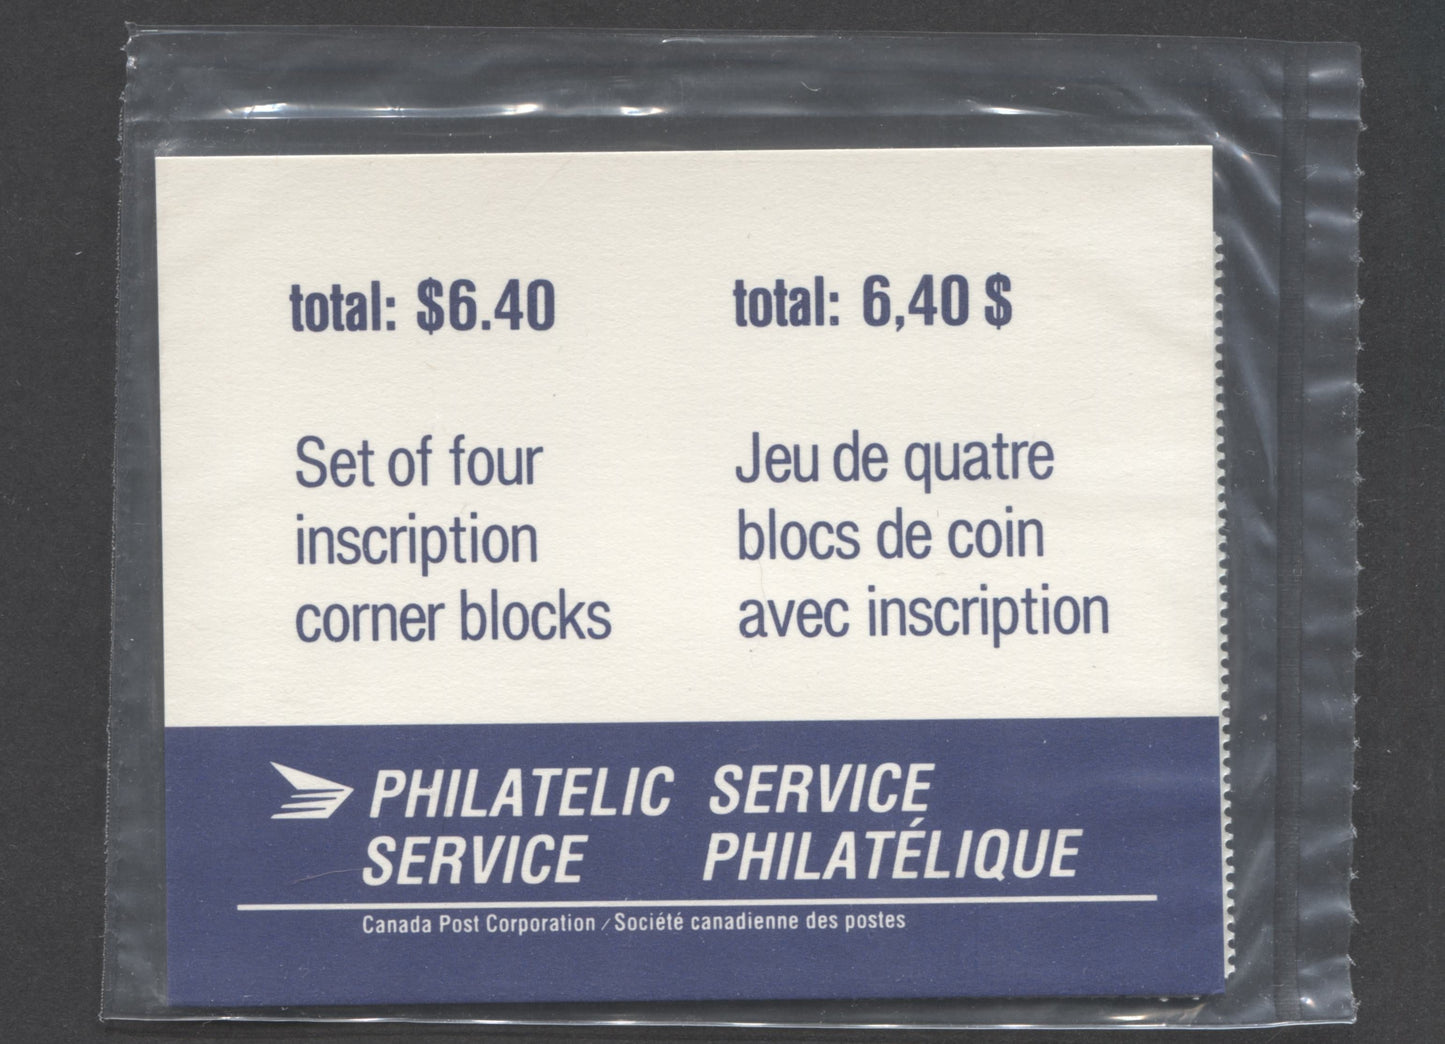 total: $6.40
Set of four
inscription
corner blocks
total: 6,40 $
Jeu de quatre
blocs de coin
avec inscription
PHILATELIC
SERVICE
SERVICE
PHILATÉLIQUE
Canada Post Corporation / Société canadienne des postes